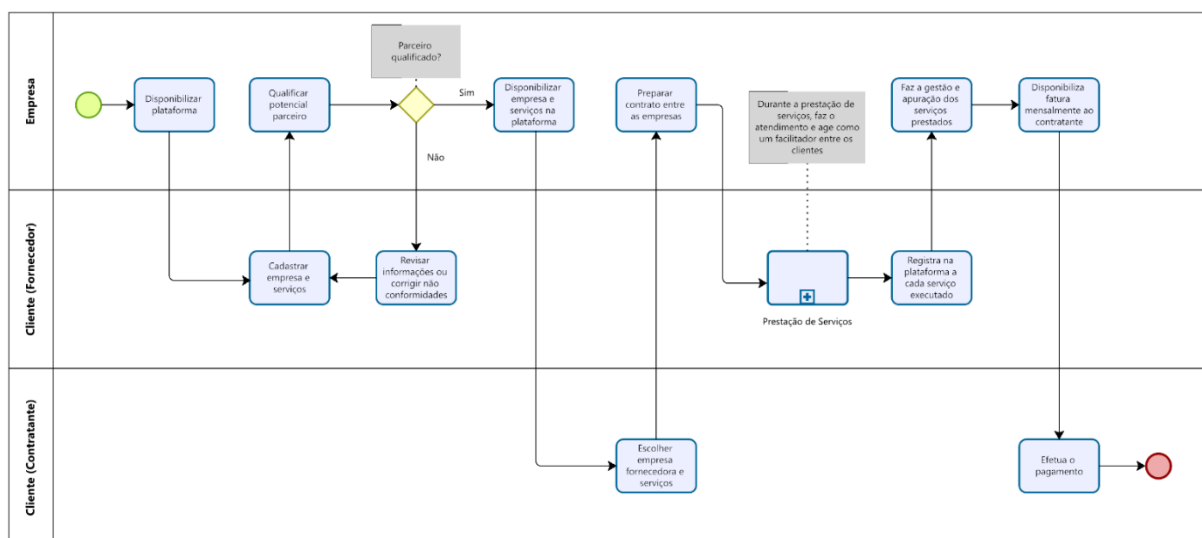 Empresa
Disponibilizar
plataforma
Qualificar
potencial
parceiro
Parceiro
qualificado?
Sim
Não
Disponibilizar
empresa e
serviços na
plataforma
Preparar
contrato entre
as empresas
Durante a prestação de
serviços, faz o
atendimento e age como
um facilitador entre os
clientes
Faz a gestão e
apuração dos
serviços
prestados
Disponibiliza
fatura
mensalmente ao
contratante
Cliente (Fornecedor)
Cadastrar
empresa e
serviços
Revisar
informações ou
corrigir não
conformidades
Prestação de Serviços
Registra na
plataforma a
cada serviço
executado
Cliente (Contratante)
Escolher
empresa
fornecedora e
serviços
Efetua o
pagamento